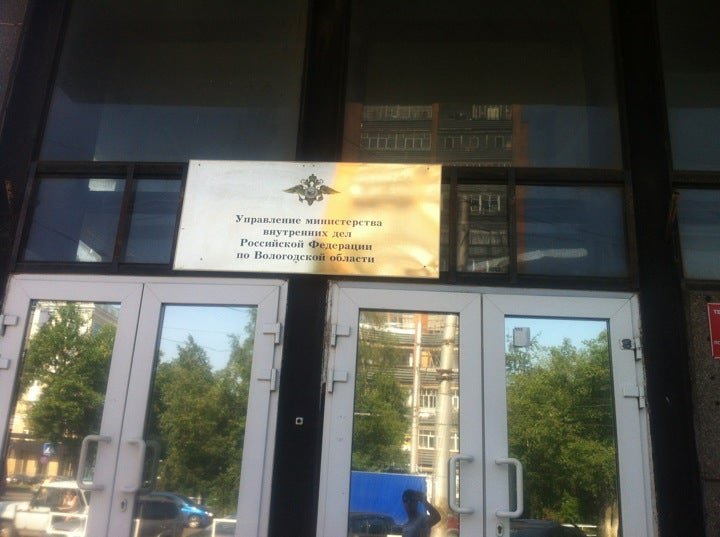 Управление министерства
внутренних дел
Российской Федерации
по Вологодской области